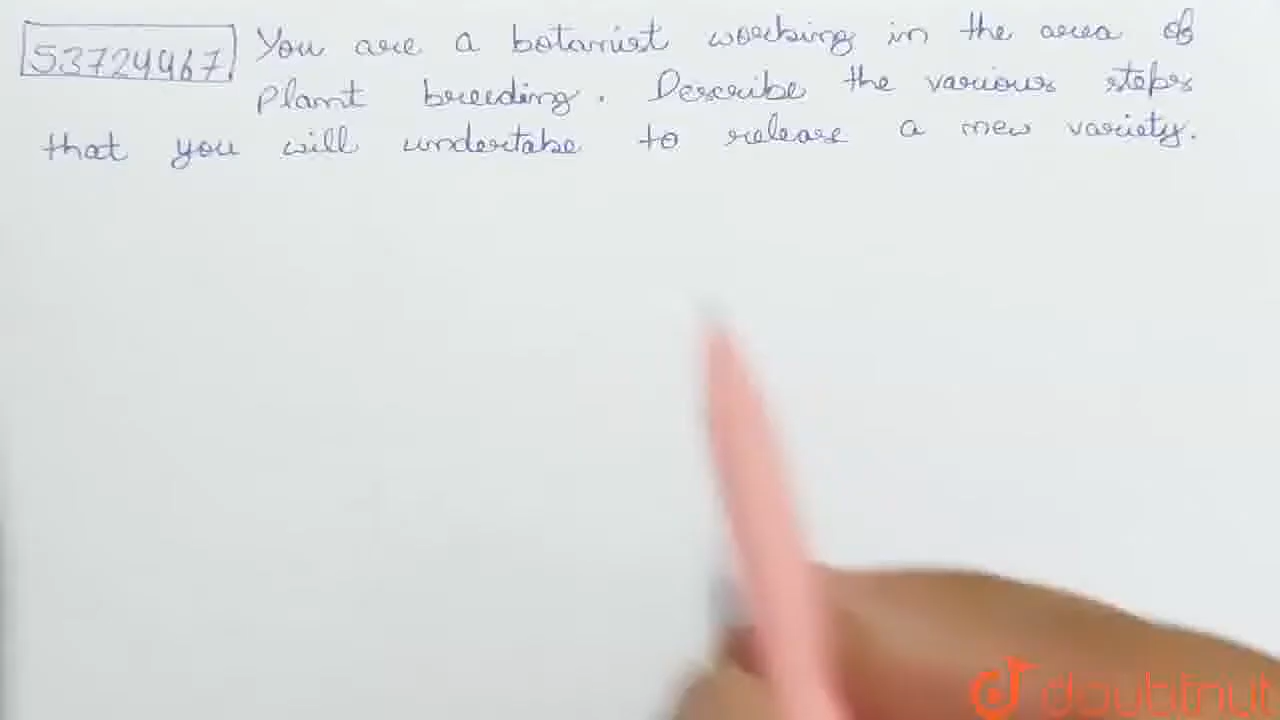 53724467 You are a botanist working in the area of
Plant breeding. Describe the various steps
that you will undertake to release a new variety.
doubtnut